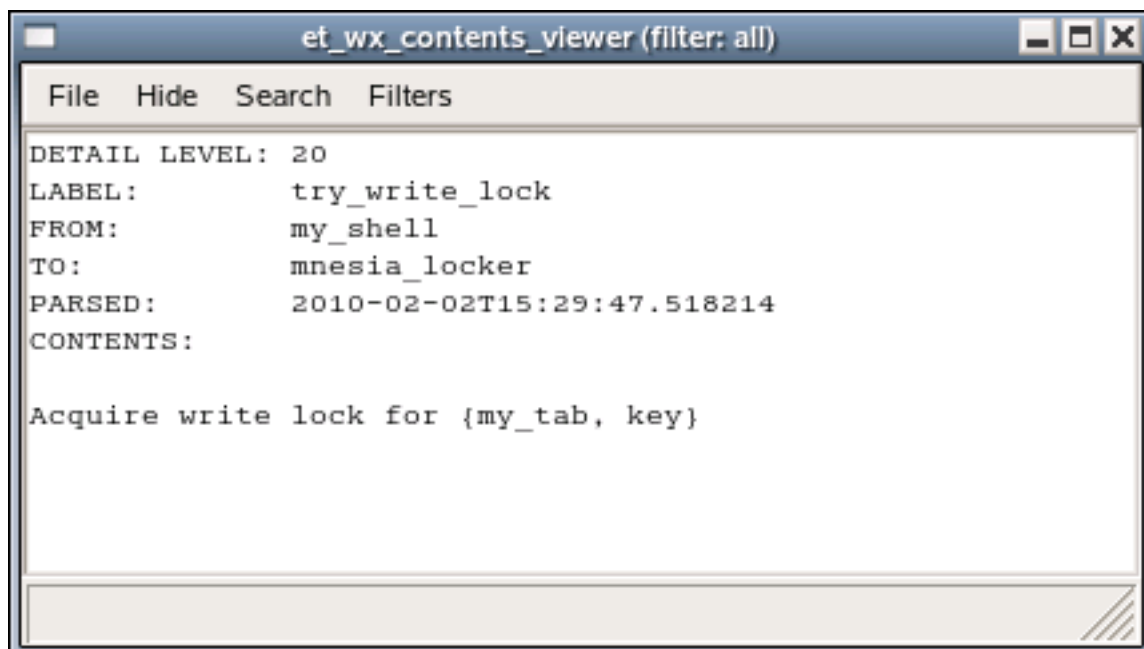 et_wx_contents_viewer (filter: all)
File Hide Search Filters
DETAIL LEVEL: 20
LABEL: try_write_lock
FROM: my_shell
TO: mnesia_locker
PARSED: 2010-02-02T15:29:47.518214
CONTENTS:
Acquire write lock for {my_tab, key}